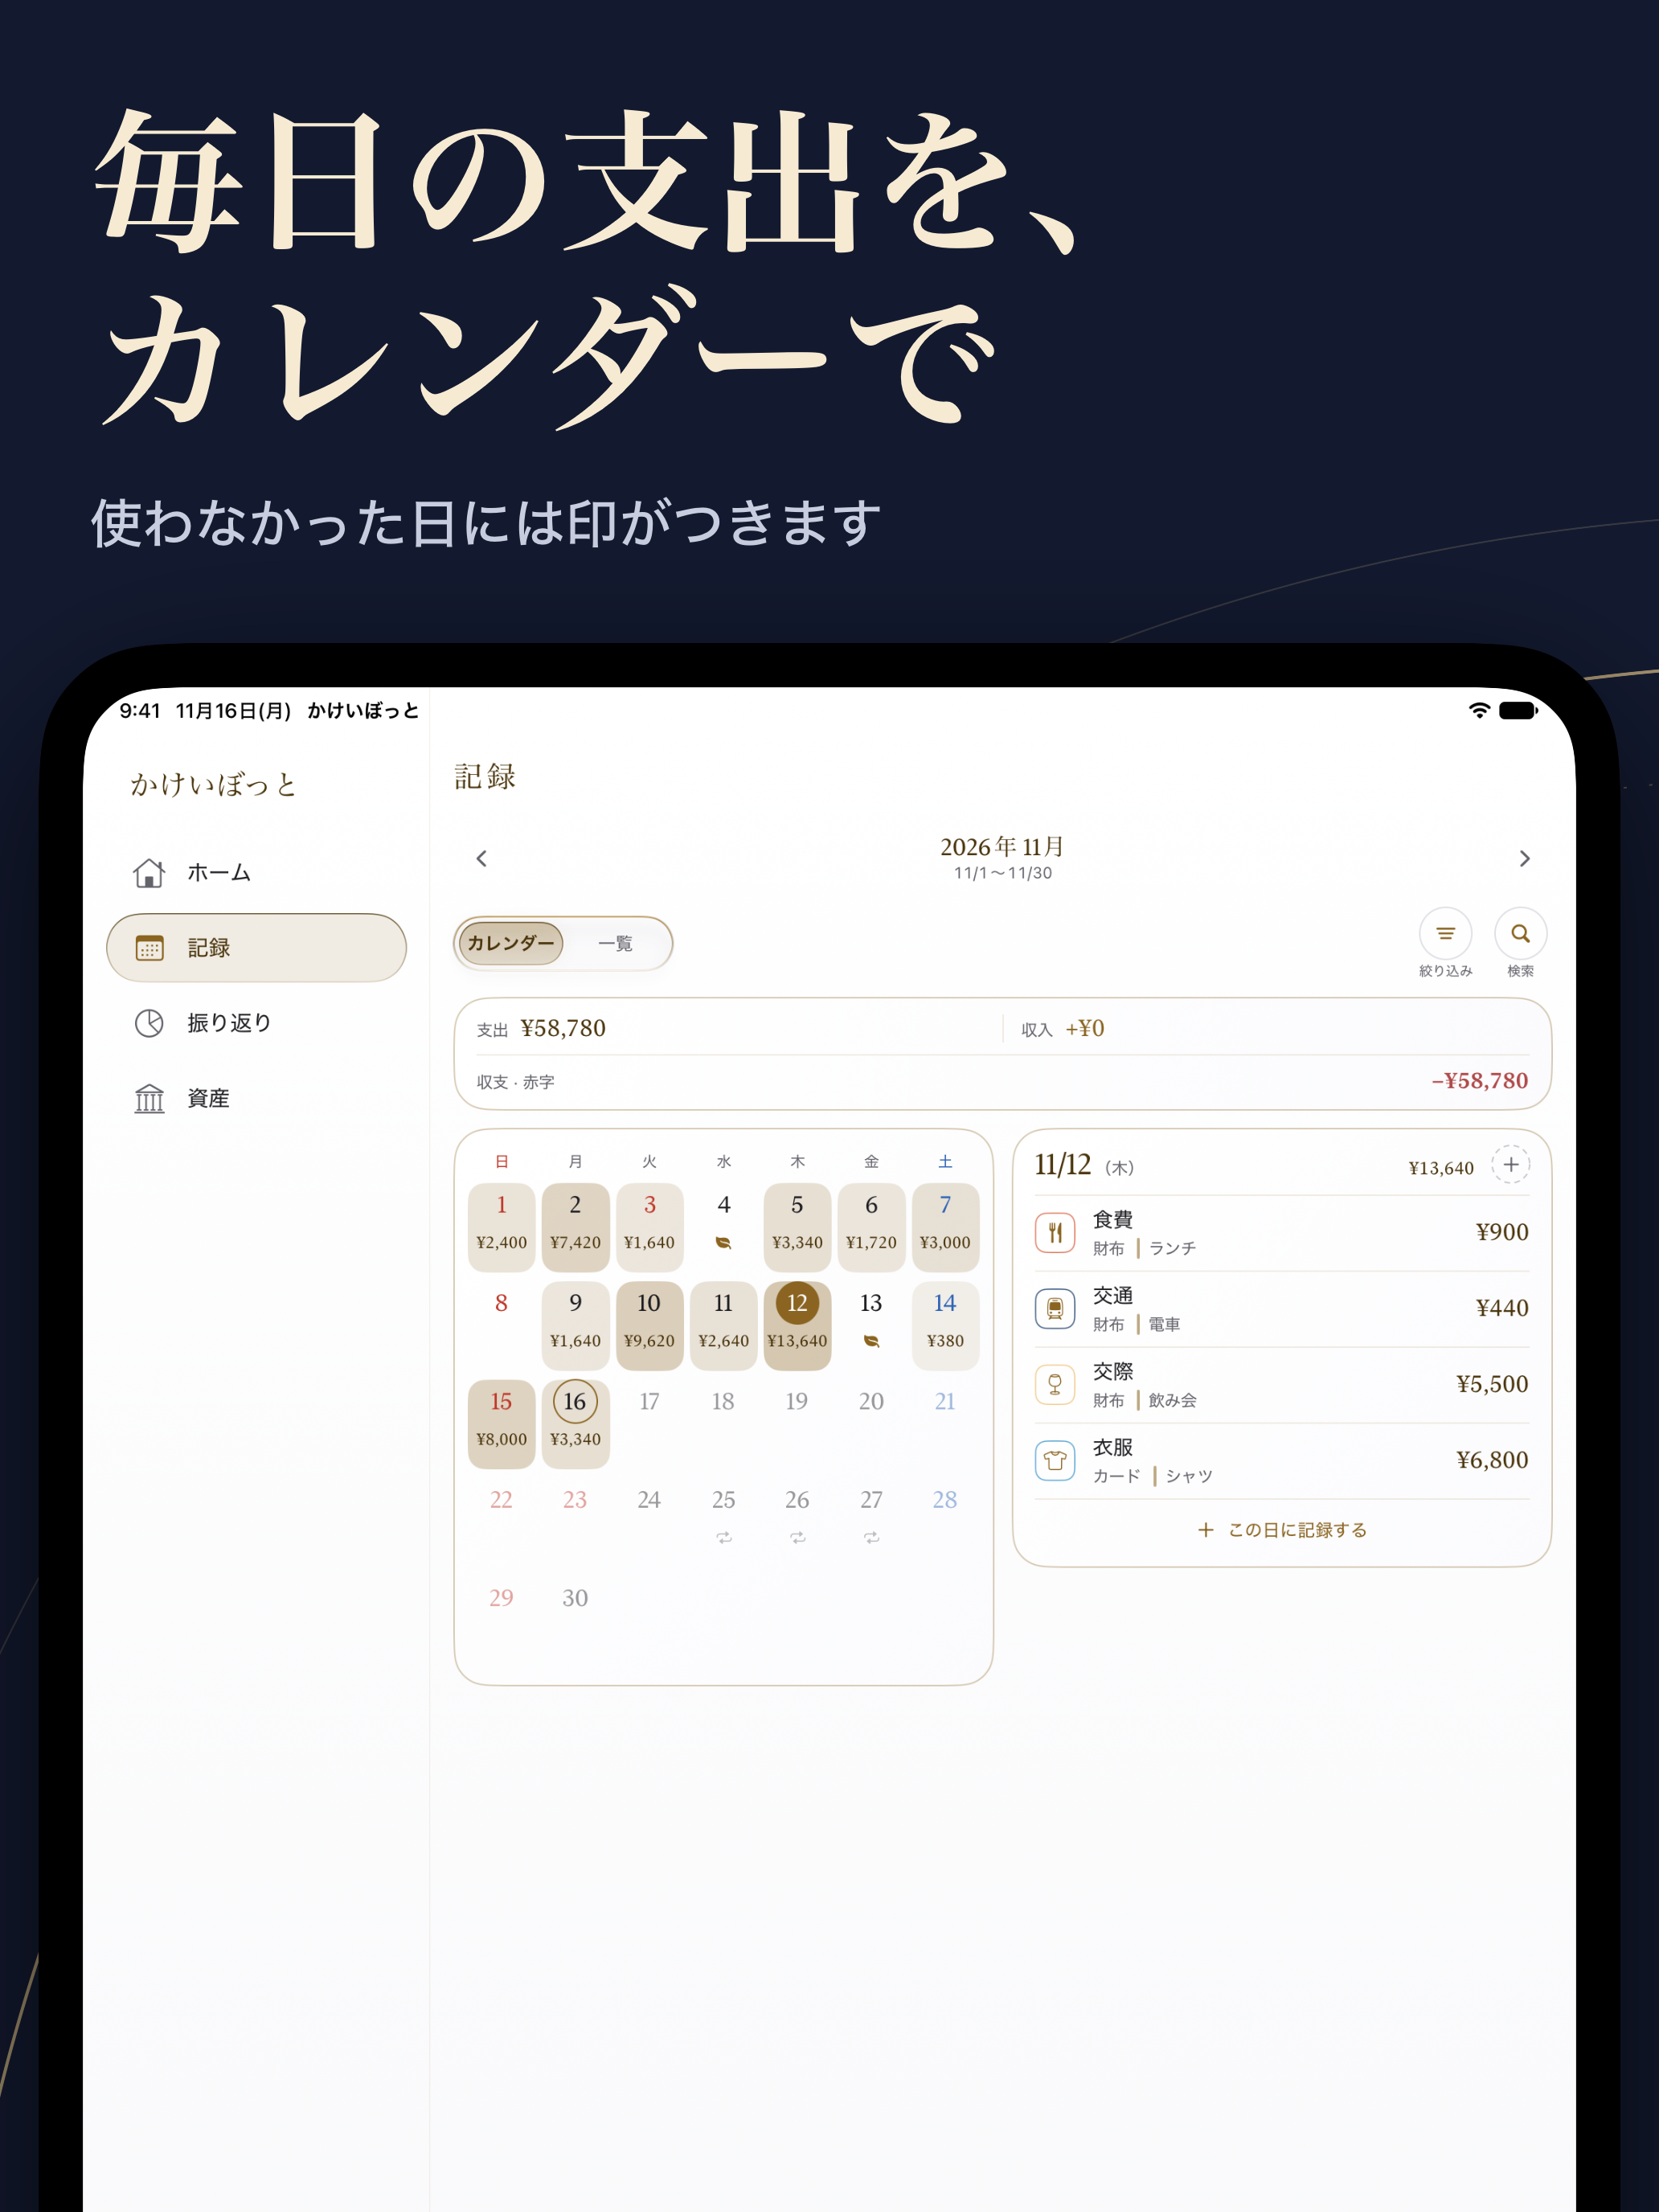 毎日の支出を、
カレンダーで
使わなかった日には印がつきます
9:41 11月16日(月) かけいぼっと
かけいぼっと
ホーム
記録
振り返り
資産
記録
2026年 11月
11/1〜11/30
カレンダー 一覧
絞り込み 検索
支出 ¥58,780 収入 +¥0
収支・赤字 −¥58,780
日 月 火 水 木 金 土
1 2 3 4 5 6 7
¥2,400 ¥7,420 ¥1,640 ¥3,340 ¥1,720 ¥3,000
8 9 10 11 12 13 14
¥1,640 ¥9,620 ¥2,640 ¥13,640 ¥380
15 16 17 18 19 20 21
¥8,000 ¥3,340
22 23 24 25 26 27 28
29 30
11/12 (木) ¥13,640
食費
財布 ランチ
¥900
交通
財布 電車
¥440
交際
財布 飲み会
¥5,500
衣服
カード シャツ
¥6,800
+ この日に記録する